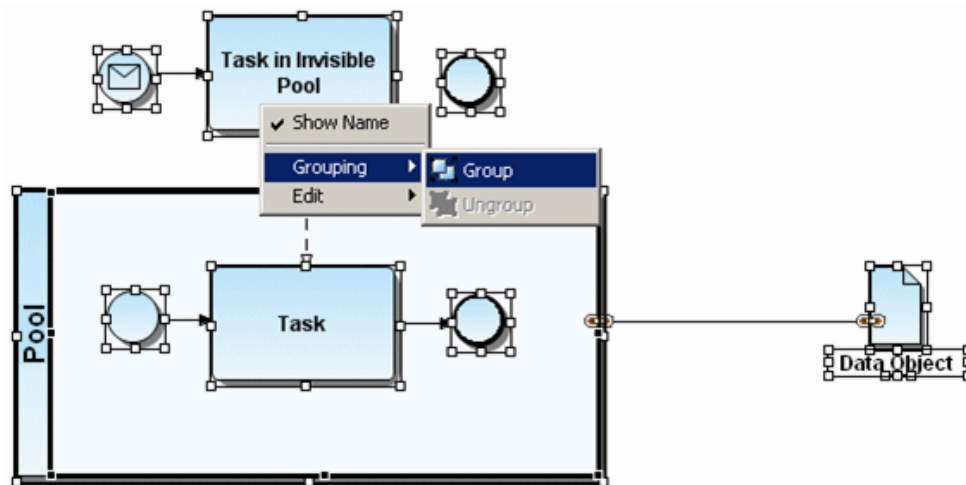 Task in Invisible
Pool
Show Name
Grouping
Group
Edit
Ungroup
Pool
Task
Data Object